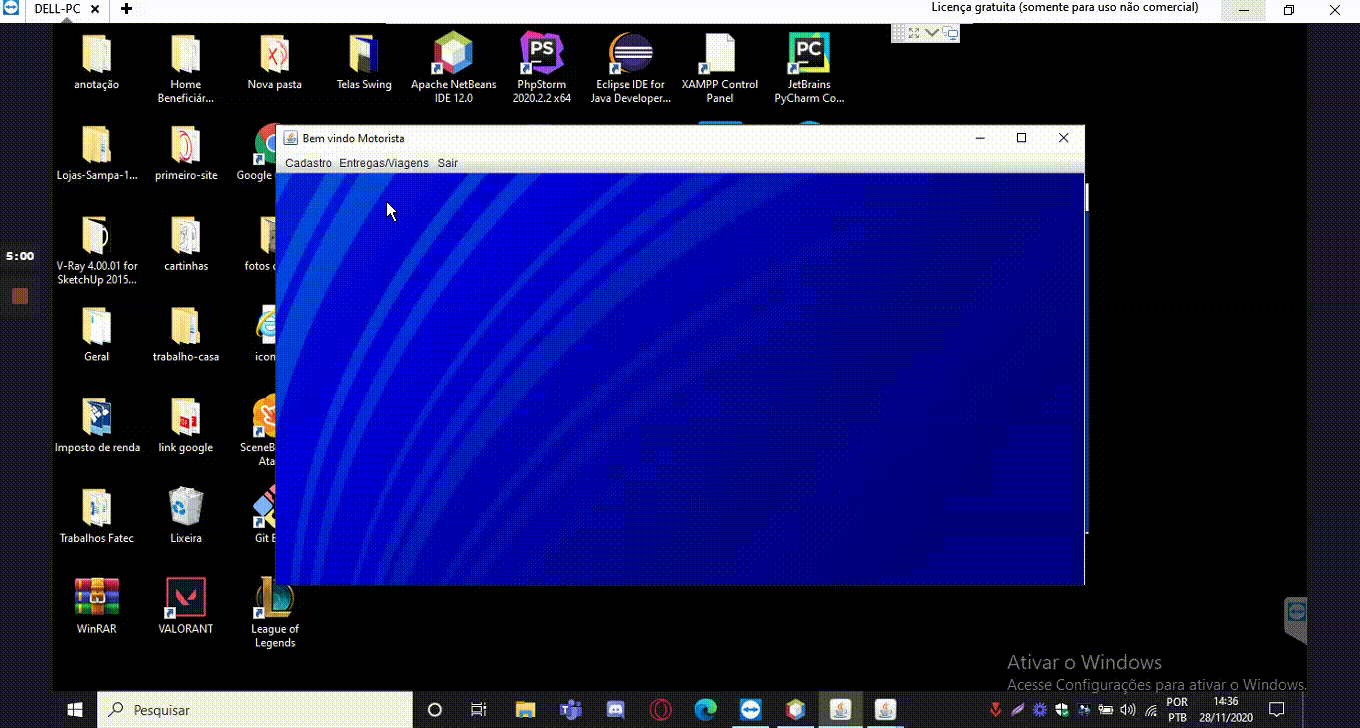 DELL-PC
Licença gratuita (somente para uso não comercial)
anotação
Home
Beneficiár...
Nova pasta
Telas Swing
Apache NetBeans
IDE 12.0
PhpStorm
2020.2.2 x64
Eclipse IDE for
Java Developer...
XAMPP Control
Panel
JetBrains
PyCharm Co...
PS
PC
Bem vindo Motorista
Cadastro Entregas/Viagens Sair
Lojas-Sampa-1...
primeiro-site
Google
5:00
V-Ray 4.00.01 for
SketchUp 2015...
cartinhas
fotos
Geral
trabalho-casa
Imposto de renda
link google
Trabalhos Fatec
Lixeira
Git
WinRAR
VALORANT
League of
Legends
Ativar o Windows
Acesse Configurações para ativar o Windows.
Pesquisar
POR
PTB
14:36
28/11/2020